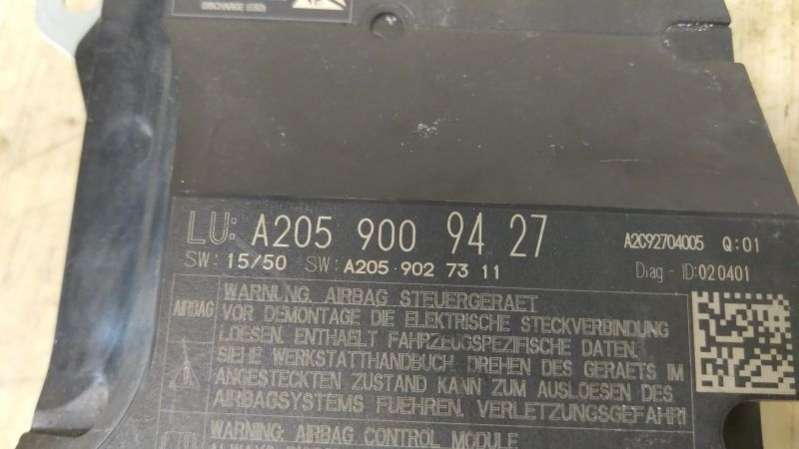 DISCHARGE (ESD)
LU: A205 900 94 27
A2C92704005 Q:01
SW: 15/50 SW: A205 902 73 11
Diag - ID:020401
AIRBAG
WARNUNG. AIRBAG STEUERGERAET
VOR DEMONTAGE DIE ELEKTRISCHE STECKVERBINDUNG
LOESEN. ENTHAELT FAHRZEUGSPEZIFISCHE DATEN.
SIEHE WERKSTATTHANDBUCH. DREHEN DES GERAETS IM
ANGESTECKTEN ZUSTAND KANN ZUM AUSLOESEN DES
AIRBAGSYSTEMS FUEHREN. VERLETZUNGSGEFAHR!
WARNING: AIRBAG CONTROL MODULE